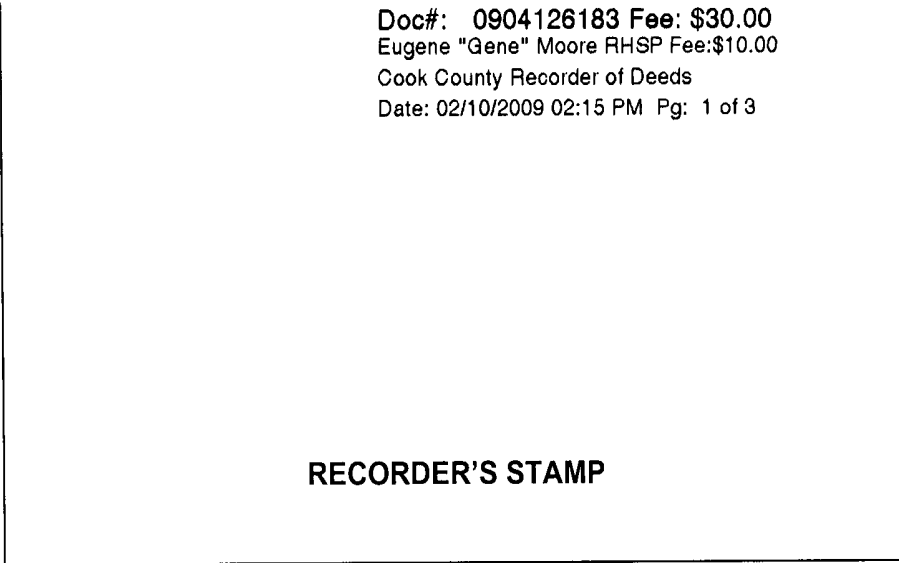 Doc#: 0904126183 Fee: $30.00
Eugene "Gene" Moore RHSP Fee:$10.00
Cook County Recorder of Deeds
Date: 02/10/2009 02:15 PM Pg: 1 of 3
RECORDER'S STAMP